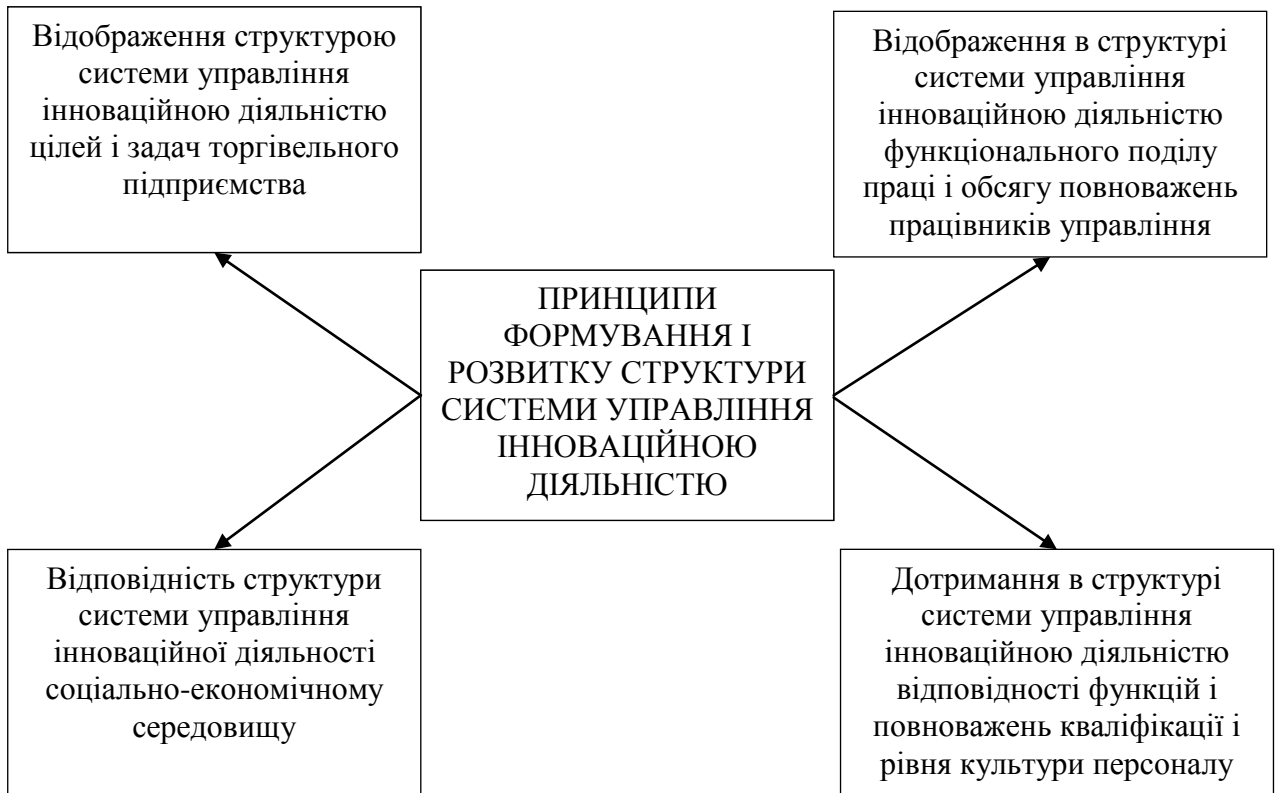 Відображення структурою
системи управління
інноваційною діяльністю
цілей і задач торгівельного
підприємства
Відображення в структурі
системи управління
інноваційною діяльністю
функціонального поділу
праці і обсягу повноважень
працівників управління
ПРИНЦИПИ
ФОРМУВАННЯ І
РОЗВИТКУ СТРУКТУРИ
СИСТЕМИ УПРАВЛІННЯ
ІННОВАЦІЙНОЮ
ДІЯЛЬНІСТЮ
Відповідність структури
системи управління
інноваційної діяльності
соціально-економічному
середовищу
Дотримання в структурі
системи управління
інноваційною діяльністю
відповідності функцій і
повноважень кваліфікації і
рівня культури персоналу